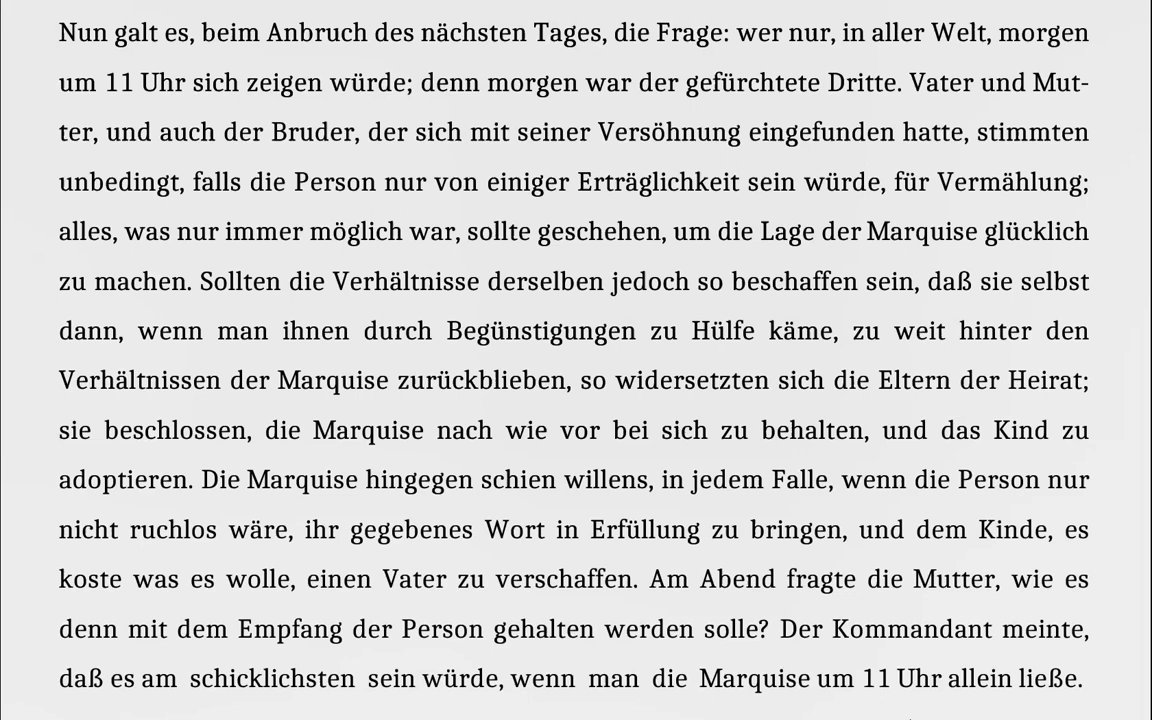 Nun galt es, beim Anbruch des nächsten Tages, die Frage: wer nur, in aller Welt, morgen
um 11 Uhr sich zeigen würde; denn morgen war der gefürchtete Dritte. Vater und Mut-
ter, und auch der Bruder, der sich mit seiner Versöhnung eingefunden hatte, stimmten
unbedingt, falls die Person nur von einiger Erträglichkeit sein würde, für Vermählung;
alles, was nur immer möglich war, sollte geschehen, um die Lage der Marquise glücklich
zu machen. Sollten die Verhältnisse derselben jedoch so beschaffen sein, daß sie selbst
dann, wenn man ihnen durch Begünstigungen zu Hülfe käme, zu weit hinter den
Verhältnissen der Marquise zurückblieben, so widersetzten sich die Eltern der Heirat;
sie beschlossen, die Marquise nach wie vor bei sich zu behalten, und das Kind zu
adoptieren. Die Marquise hingegen schien willens, in jedem Falle, wenn die Person nur
nicht ruchlos wäre, ihr gegebenes Wort in Erfüllung zu bringen, und dem Kinde, es
koste was es wolle, einen Vater zu verschaffen. Am Abend fragte die Mutter, wie es
denn mit dem Empfang der Person gehalten werden solle? Der Kommandant meinte,
daß es am schicklichsten sein würde, wenn man die Marquise um 11 Uhr allein ließe.